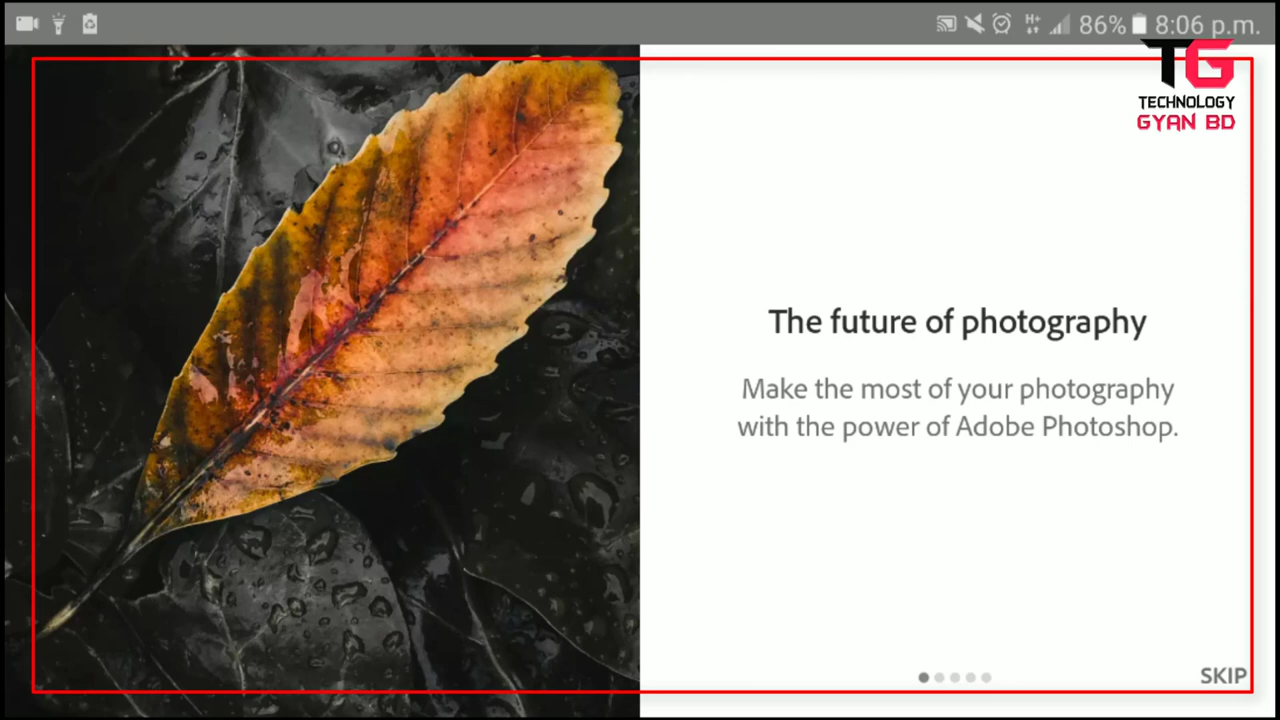 H+ 86% 8:06 p.m.
TG
TECHNOLOGY
GYAN BD
The future of photography
Make the most of your photography
with the power of Adobe Photoshop.
SKIP